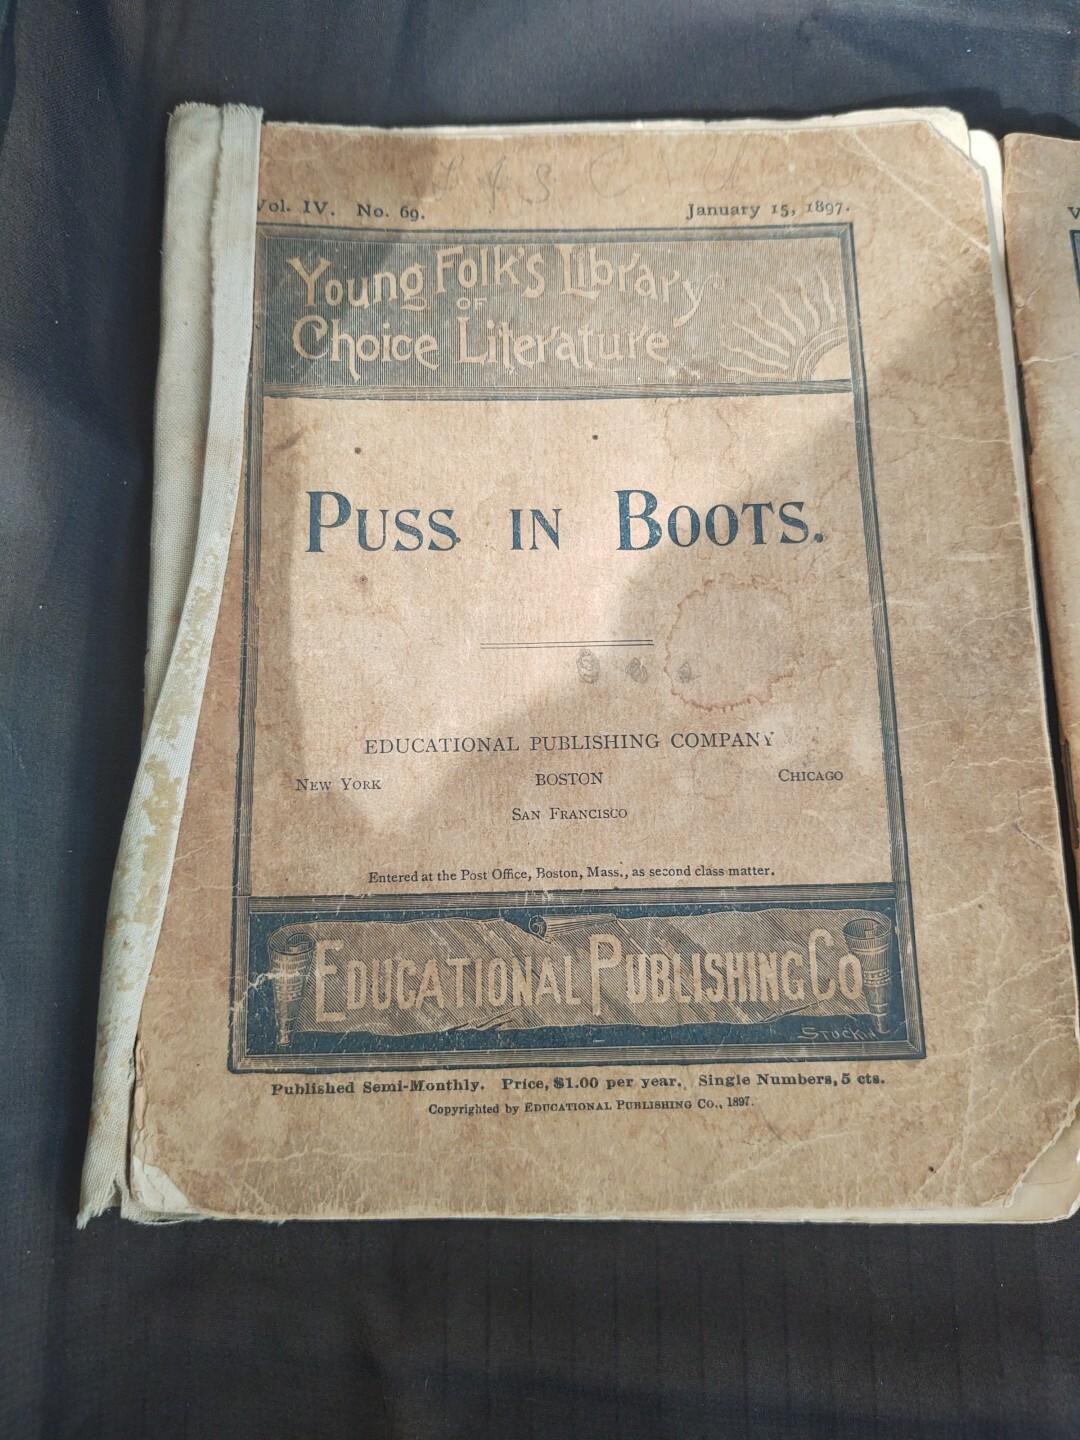 Vol. IV. No. 69. January 15, 1897.
Young Folk's Library
OF
Choice Literature
PUSS IN BOOTS.
EDUCATIONAL PUBLISHING COMPANY
NEW YORK BOSTON CHICAGO
SAN FRANCISCO
Entered at the Post Office, Boston, Mass., as second class matter.
EDUCATIONAL PUBLISHING CO
Published Semi-Monthly. Price, $1.00 per year. Single Numbers, 5 cts.
Copyrighted by EDUCATIONAL PUBLISHING CO., 1897.